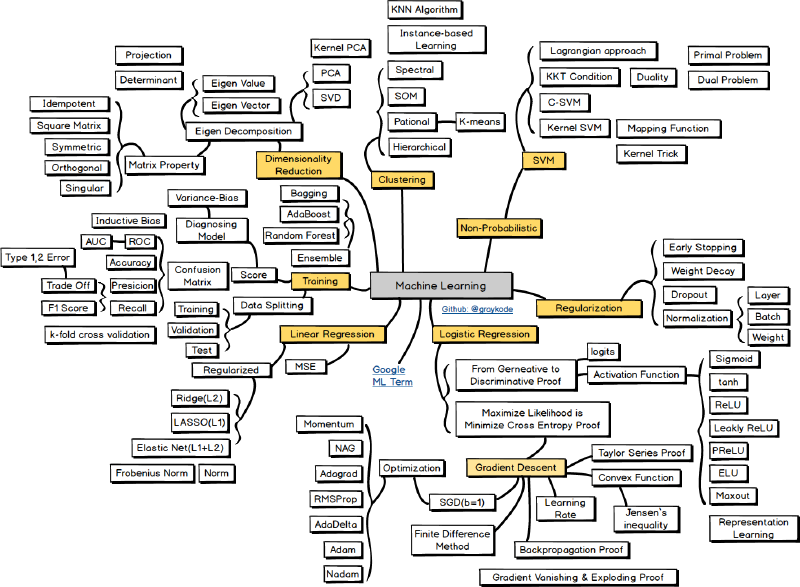 KNN Algorithm
Instance-based
Learning
Kernel PCA
PCA
SVD
Spectral
SOM
Pational
K-means
Hierarchical
Clustering
Lagrangian approach
KKT Condition
Duality
Primal Problem
Dual Problem
C-SVM
Kernel SVM
Mapping Function
Kernel Trick
SVM
Non-Probabilistic
Projection
Determinant
Eigen Value
Eigen Vector
Eigen Decomposition
Idempotent
Square Matrix
Symmetric
Orthogonal
Singular
Matrix Property
Dimensionality
Reduction
Variance-Bias
Bagging
AdaBoost
Random Forest
Ensemble
Inductive Bias
Diagnosing
Model
AUC
ROC
Type 1,2 Error
Accuracy
Trade Off
Presicion
F1 Score
Recall
Confusion
Matrix
Score
Training
Data Splitting
Training
Validation
Test
k-fold cross validation
Machine Learning
Github: @graykode
Early Stopping
Weight Decay
Dropout
Normalization
Layer
Batch
Weight
Regularization
Linear Regression
MSE
Regularized
Ridge(L2)
LASSO(L1)
Elastic Net(L1+L2)
Frobenius Norm
Norm
Google
ML Term
Logistic Regression
logits
From Gerneative to
Discriminative Proof
Activation Function
Sigmoid
tanh
ReLU
Leakly ReLU
PReLU
ELU
Maxout
Representation
Learning
Maximize Likelihood is
Minimize Cross Entropy Proof
Momentum
NAG
Adagrad
RMSProp
AdaDelta
Adam
Nadam
Optimization
SGD(b=1)
Gradient Descent
Taylor Series Proof
Convex Function
Jensen's
inequality
Learning
Rate
Finite Difference
Method
Backpropagation Proof
Gradient Vanishing & Exploding Proof